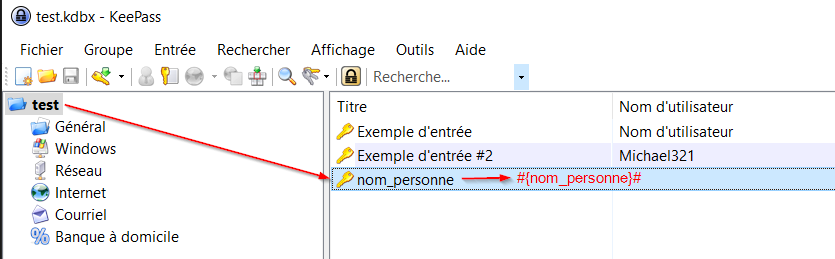 test.kdbx - KeePass
Fichier Groupe Entrée Rechercher Affichage Outils Aide
Recherche...
test
Général
Windows
Réseau
Internet
Courriel
Banque à domicile
Titre Nom d'utilisateur
Exemple d'entrée Nom d'utilisateur
Exemple d'entrée #2 Michael321
nom_personne #{nom_personne}#